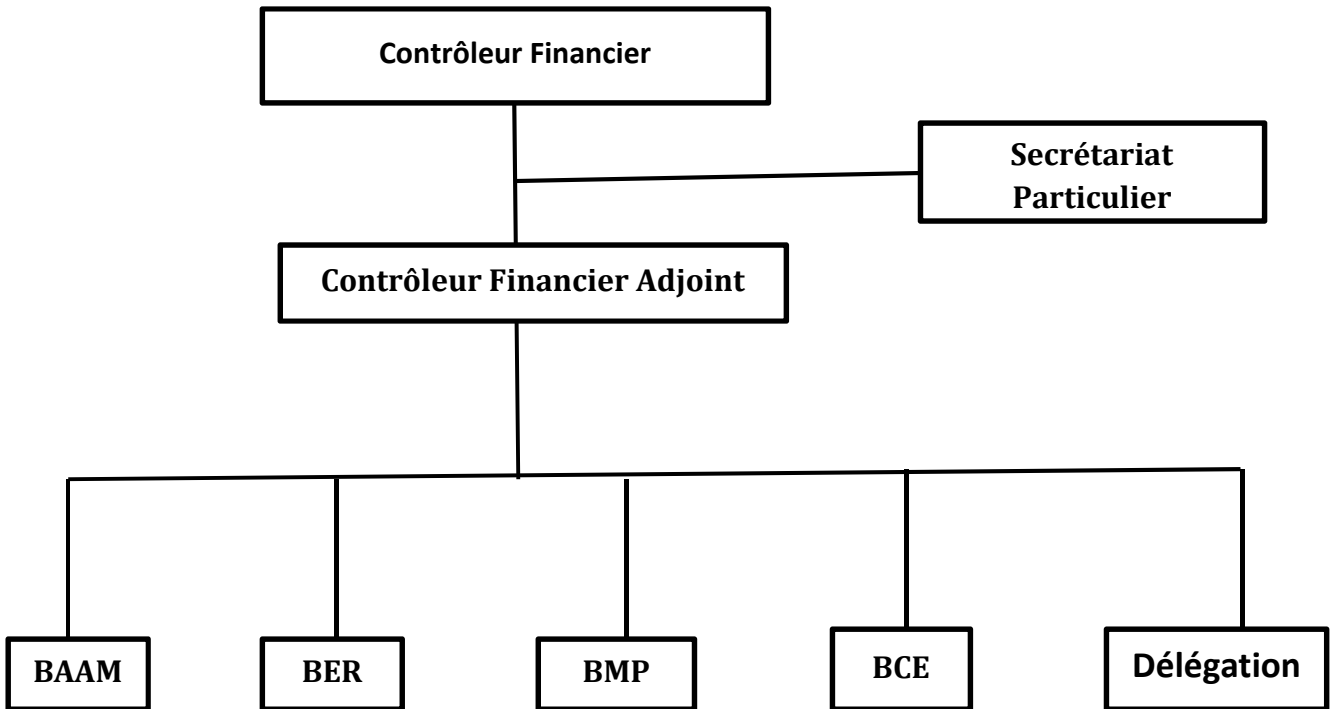 Contrôleur Financier
Secrétariat
Particulier
Contrôleur Financier Adjoint
BAAM
BER
BMP
BCE
Délégation